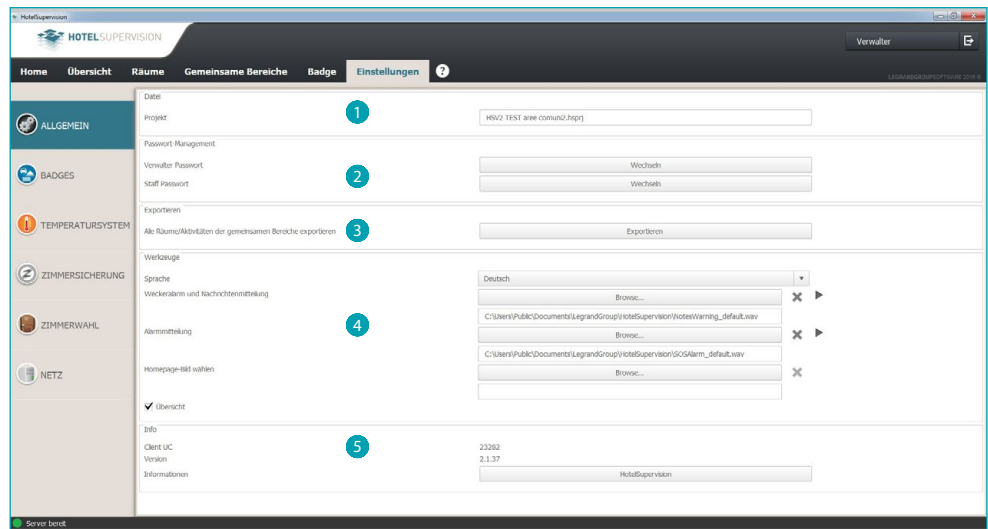 HotelSupervision
HOTELSUPERVISION
Verwalter
Home Übersicht Räume Gemeinsame Bereiche Badge Einstellungen ?
LEGRANDGROUPSOFTWARE 2018 ©
ALLGEMEIN
BADGES
TEMPERATURSYSTEM
ZIMMERSICHERUNG
ZIMMERWAHL
NETZ
Datei
1
Projekt HSV2 TEST aree comuni2.hsprj
Passwort-Management
Verwalter Passwort Wechseln
2
Staff Passwort Wechseln
Exportieren
Alle Räume/Aktivitäten der gemeinsamen Bereiche exportieren 3 Exportieren
Werkzeuge
Sprache Deutsch
Weckeralarm und Nachrichtenmitteilung Browse...
C:\Users\Public\Documents\LegrandGroup\HotelSupervision\NotesWarning_default.wav
4
Alarmmitteilung Browse...
C:\Users\Public\Documents\LegrandGroup\HotelSupervision\SOSAlarm_default.wav
Homepage-Bild wählen Browse...
Übersicht
Info
5
Client UC 23282
Version 2.1.37
Informationen HotelSupervision
Server bereit